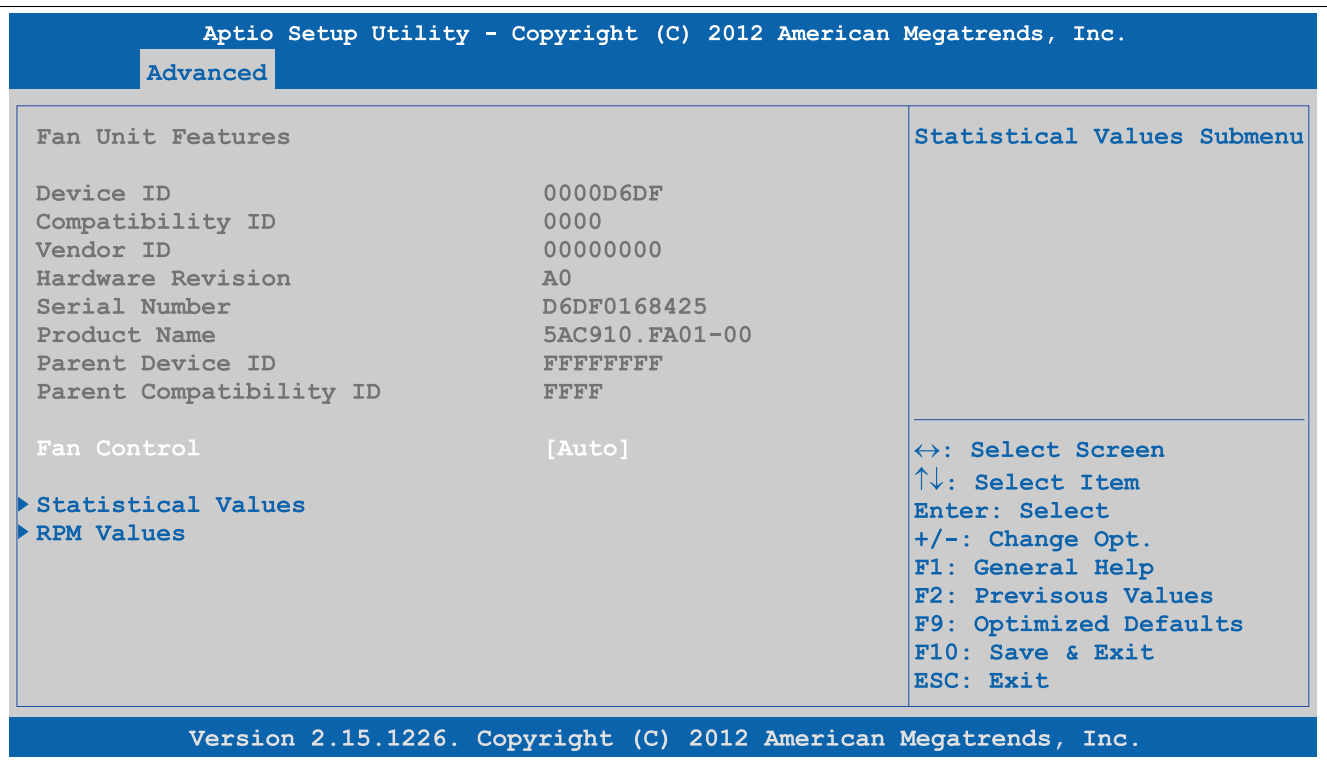 Aptio Setup Utility - Copyright (C) 2012 American Megatrends, Inc.
Advanced
Fan Unit Features
Device ID 0000D6DF
Compatibility ID 0000
Vendor ID 00000000
Hardware Revision A0
Serial Number D6DF0168425
Product Name 5AC910.FA01-00
Parent Device ID FFFFFFFF
Parent Compatibility ID FFFF
Fan Control [Auto]
▶ Statistical Values
▶ RPM Values
Statistical Values Submenu
↔: Select Screen
↑↓: Select Item
Enter: Select
+/-: Change Opt.
F1: General Help
F2: Previsous Values
F9: Optimized Defaults
F10: Save & Exit
ESC: Exit
Version 2.15.1226. Copyright (C) 2012 American Megatrends, Inc.